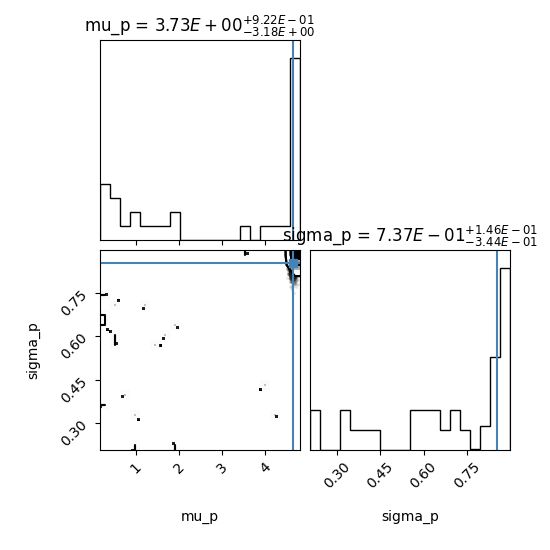 mu_p = 3.73E + 00 +9.22E − 01 −3.18E + 00
sigma_p = 7.37E − 01 +1.46E − 01 −3.44E − 01
sigma_p
0.75
0.60
0.45
0.30
1 2 3 4
mu_p
0.30 0.45 0.60 0.75
sigma_p